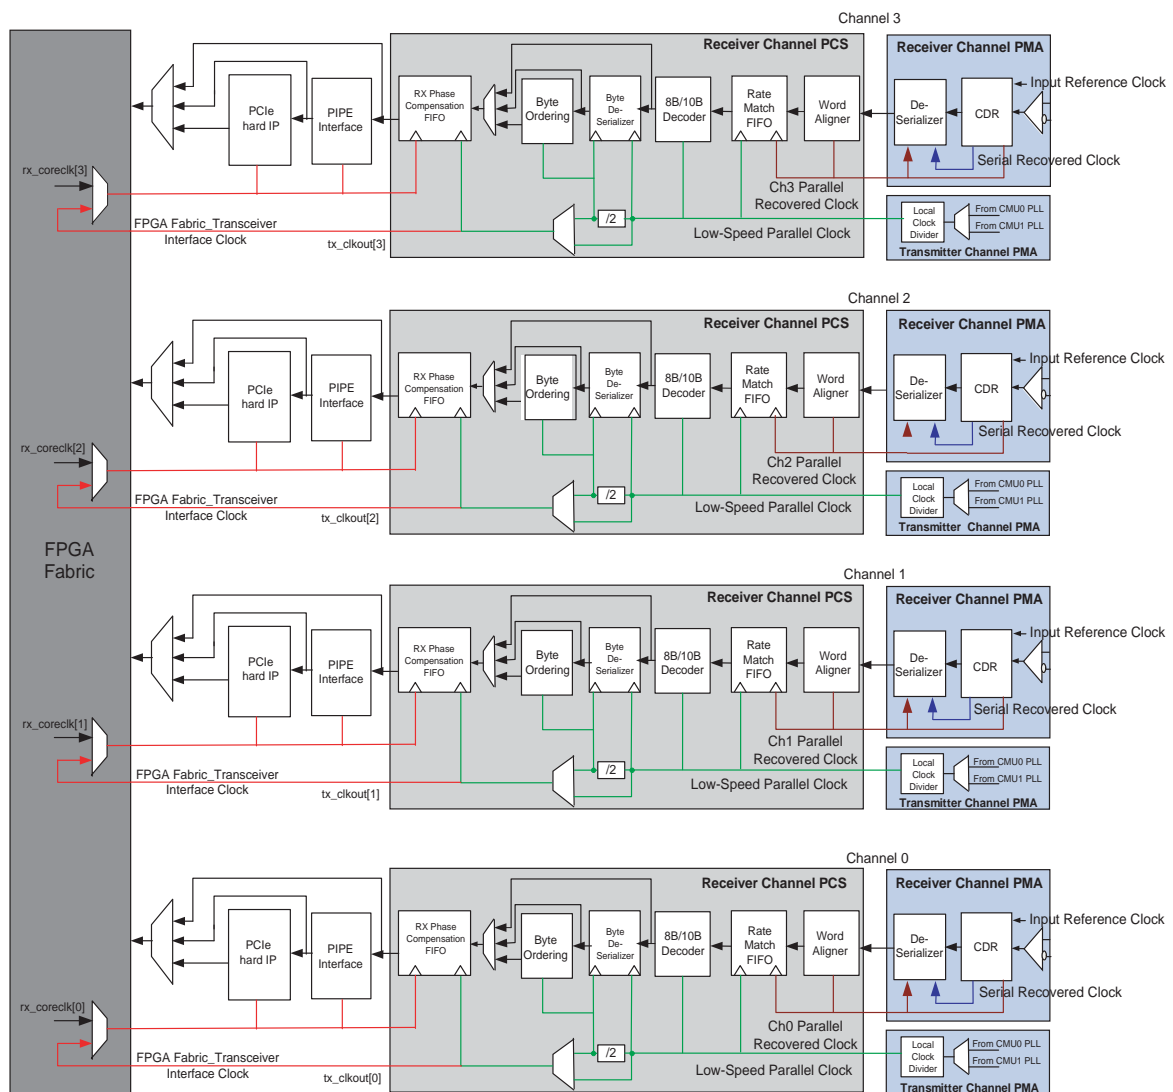 Channel 3
Receiver Channel PCS
Receiver Channel PMA
Input Reference Clock
PCIe
hard IP
PIPE
Interface
RX Phase
Compensation
FIFO
Byte
Ordering
Byte
De-
Serializer
8B/10B
Decoder
Rate
Match
FIFO
Word
Aligner
De-
Serializer
CDR
Serial Recovered Clock
rx_coreclk[3]
Ch3 Parallel
Recovered Clock
/2
Low-Speed Parallel Clock
FPGA Fabric_Transceiver
Interface Clock
tx_clkout[3]
Local
Clock
Divider
From CMU0 PLL
From CMU1 PLL
Transmitter Channel PMA
Channel 2
Receiver Channel PCS
Receiver Channel PMA
Input Reference Clock
PCIe
hard IP
PIPE
Interface
RX Phase
Compensation
FIFO
Byte
Ordering
Byte
De-
Serializer
8B/10B
Decoder
Rate
Match
FIFO
Word
Aligner
De-
Serializer
CDR
Serial Recovered Clock
rx_coreclk[2]
Ch2 Parallel
Recovered Clock
/2
Low-Speed Parallel Clock
FPGA Fabric_Transceiver
Interface Clock
tx_clkout[2]
Local
Clock
Divider
From CMU0 PLL
From CMU1 PLL
Transmitter Channel PMA
FPGA
Fabric
Channel 1
Receiver Channel PCS
Receiver Channel PMA
Input Reference Clock
PCIe
hard IP
PIPE
Interface
RX Phase
Compensation
FIFO
Byte
Ordering
Byte
De-
Serializer
8B/10B
Decoder
Rate
Match
FIFO
Word
Aligner
De-
Serializer
CDR
Serial Recovered Clock
rx_coreclk[1]
Ch1 Parallel
Recovered Clock
/2
Low-Speed Parallel Clock
FPGA Fabric_Transceiver
Interface Clock
tx_clkout[1]
Local
Clock
Divider
From CMU0 PLL
From CMU1 PLL
Transmitter Channel PMA
Channel 0
Receiver Channel PCS
Receiver Channel PMA
Input Reference Clock
PCIe
hard IP
PIPE
Interface
RX Phase
Compensation
FIFO
Byte
Ordering
Byte
De-
Serializer
8B/10B
Decoder
Rate
Match
FIFO
Word
Aligner
De-
Serializer
CDR
Serial Recovered Clock
rx_coreclk[0]
Ch0 Parallel
Recovered Clock
/2
Low-Speed Parallel Clock
FPGA Fabric_Transceiver
Interface Clock
tx_clkout[0]
Local
Clock
Divider
From CMU0 PLL
From CMU1 PLL
Transmitter Channel PMA